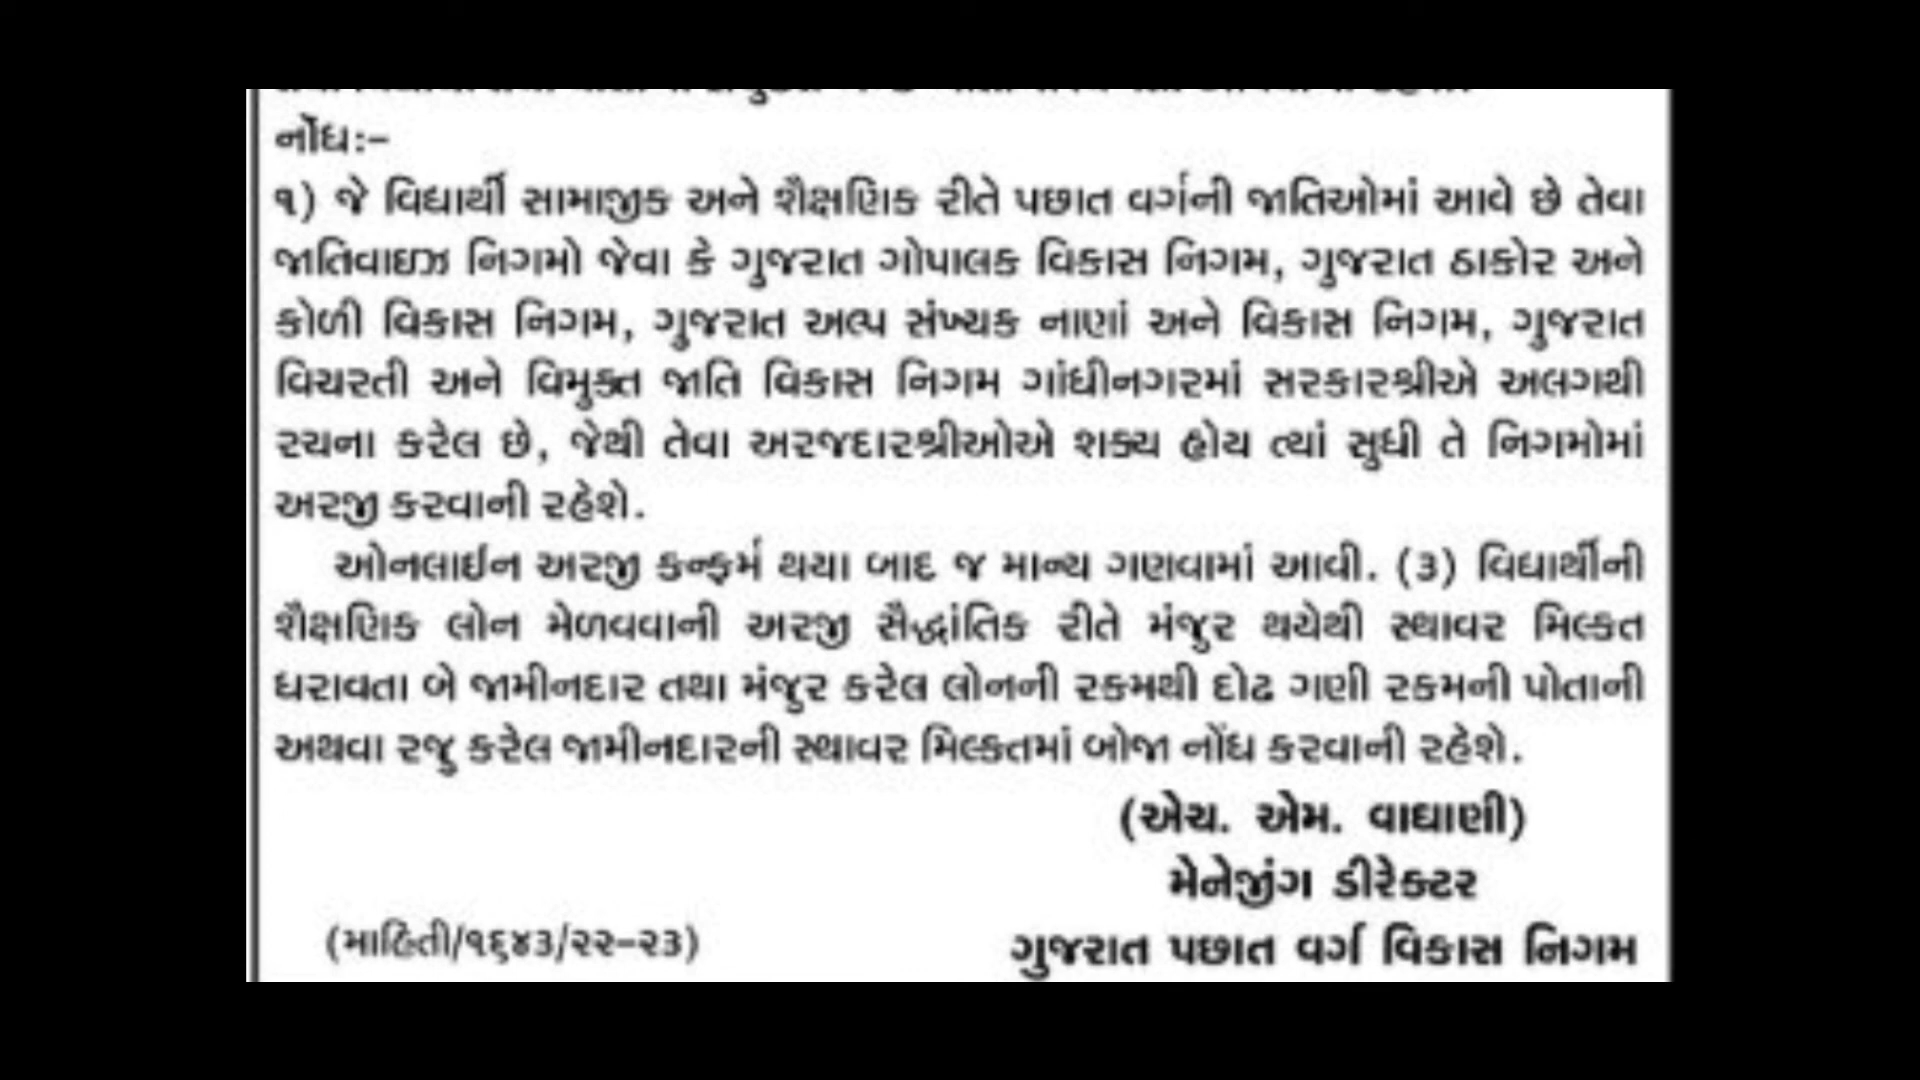 નોંધઃ-
૧) જે વિદ્યાર્થી સામાજીક અને શૈક્ષણિક રીતે પછાત વર્ગની જાતિઓમાં આવે છે તેવા
જાતિવાઇઝ નિગમો જેવા કે ગુજરાત ગોપાલક વિકાસ નિગમ, ગુજરાત ઠાકોર અને
કોળી વિકાસ નિગમ, ગુજરાત અલ્પ સંખ્યક નાણાં અને વિકાસ નિગમ, ગુજરાત
વિચરતી અને વિમુક્ત જાતિ વિકાસ નિગમ ગાંધીનગરમાં સરકારશ્રીએ અલગથી
રચના કરેલ છે, જેથી તેવા અરજદારશ્રીઓએ શક્ય હોય ત્યાં સુધી તે નિગમોમાં
અરજી કરવાની રહેશે.
ઓનલાઈન અરજી કન્ફર્મ થયા બાદ જ માન્ય ગણવામાં આવી. (૩) વિદ્યાર્થીની
શૈક્ષણિક લોન મેળવવાની અરજી સૈદ્ધાંતિક રીતે મંજુર થયેથી સ્થાવર મિલ્કત
ધરાવતા બે જામીનદાર તથા મંજુર કરેલ લોનની રકમથી દોઢ ગણી રકમની પોતાની
અથવા રજુ કરેલ જામીનદારની સ્થાવર મિલ્કતમાં બોજા નોંધ કરવાની રહેશે.
(એચ. એમ. વાઘાણી)
મેનેજીંગ ડીરેક્ટર
(માહિતી/૧૬૪૩/૨૨-૨૩) ગુજરાત પછાત વર્ગ વિકાસ નિગમ